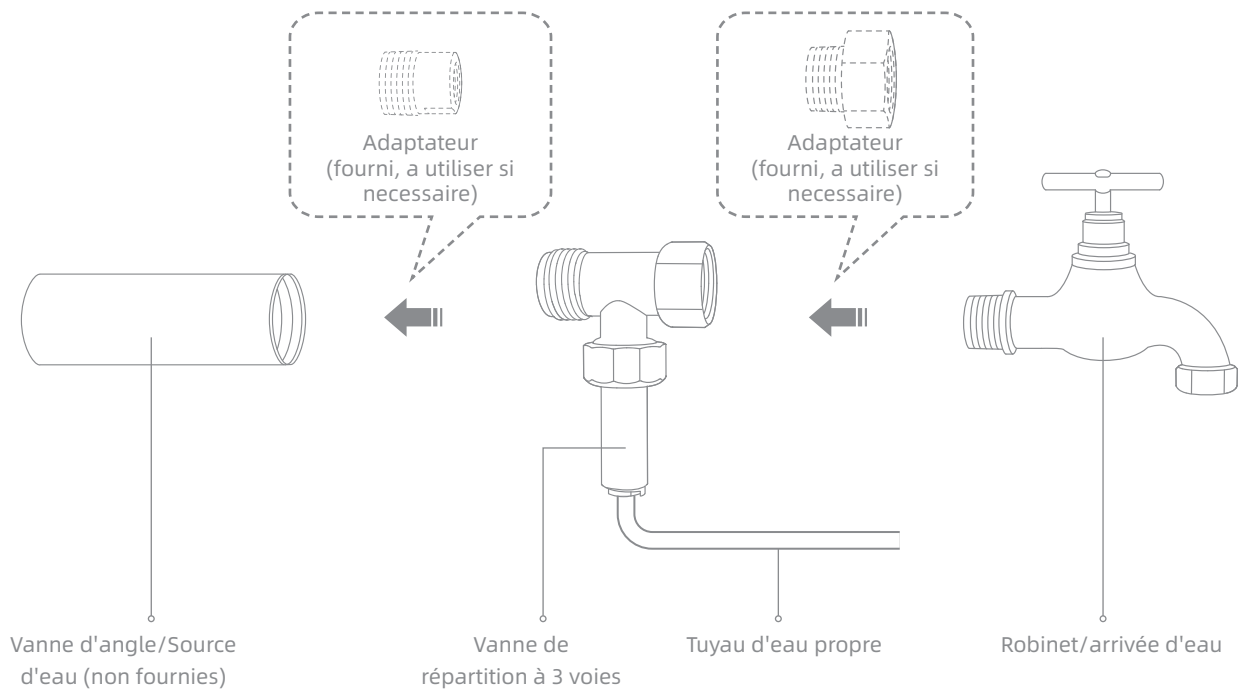 Adaptateur
(fourni, a utiliser si
necessaire)
Adaptateur
(fourni, a utiliser si
necessaire)
Vanne d'angle/Source
d'eau (non fournies)
Vanne de
répartition à 3 voies
Tuyau d'eau propre
Robinet/arrivée d'eau